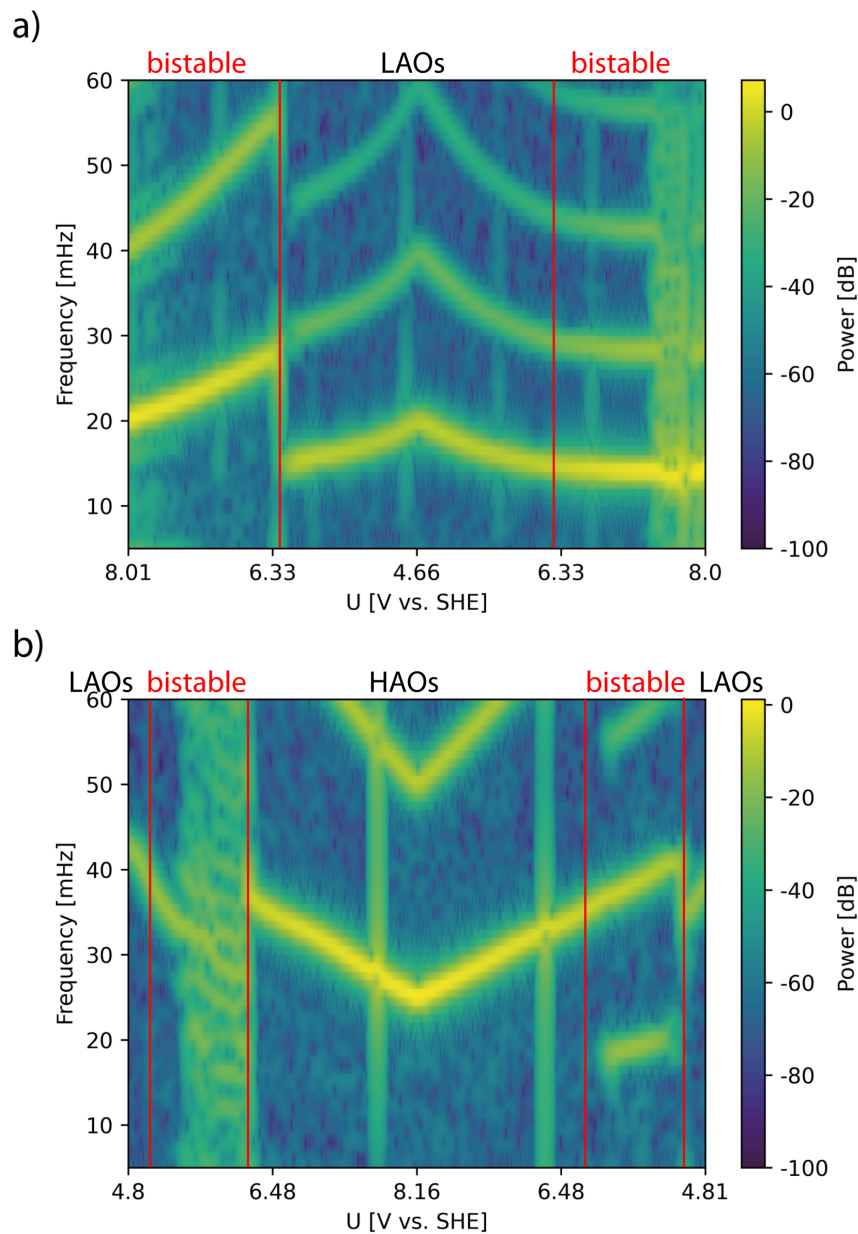 a)
bistable LAOs bistable
60
50
40
30
20
10
Frequency [mHz]
8.01 6.33 4.66 6.33 8.0
U [V vs. SHE]
0
-20
-40
-60
-80
-100
Power [dB]
b)
LAOs bistable HAOs bistable LAOs
60
50
40
30
20
10
Frequency [mHz]
4.8 6.48 8.16 6.48 4.81
U [V vs. SHE]
0
-20
-40
-60
-80
-100
Power [dB]